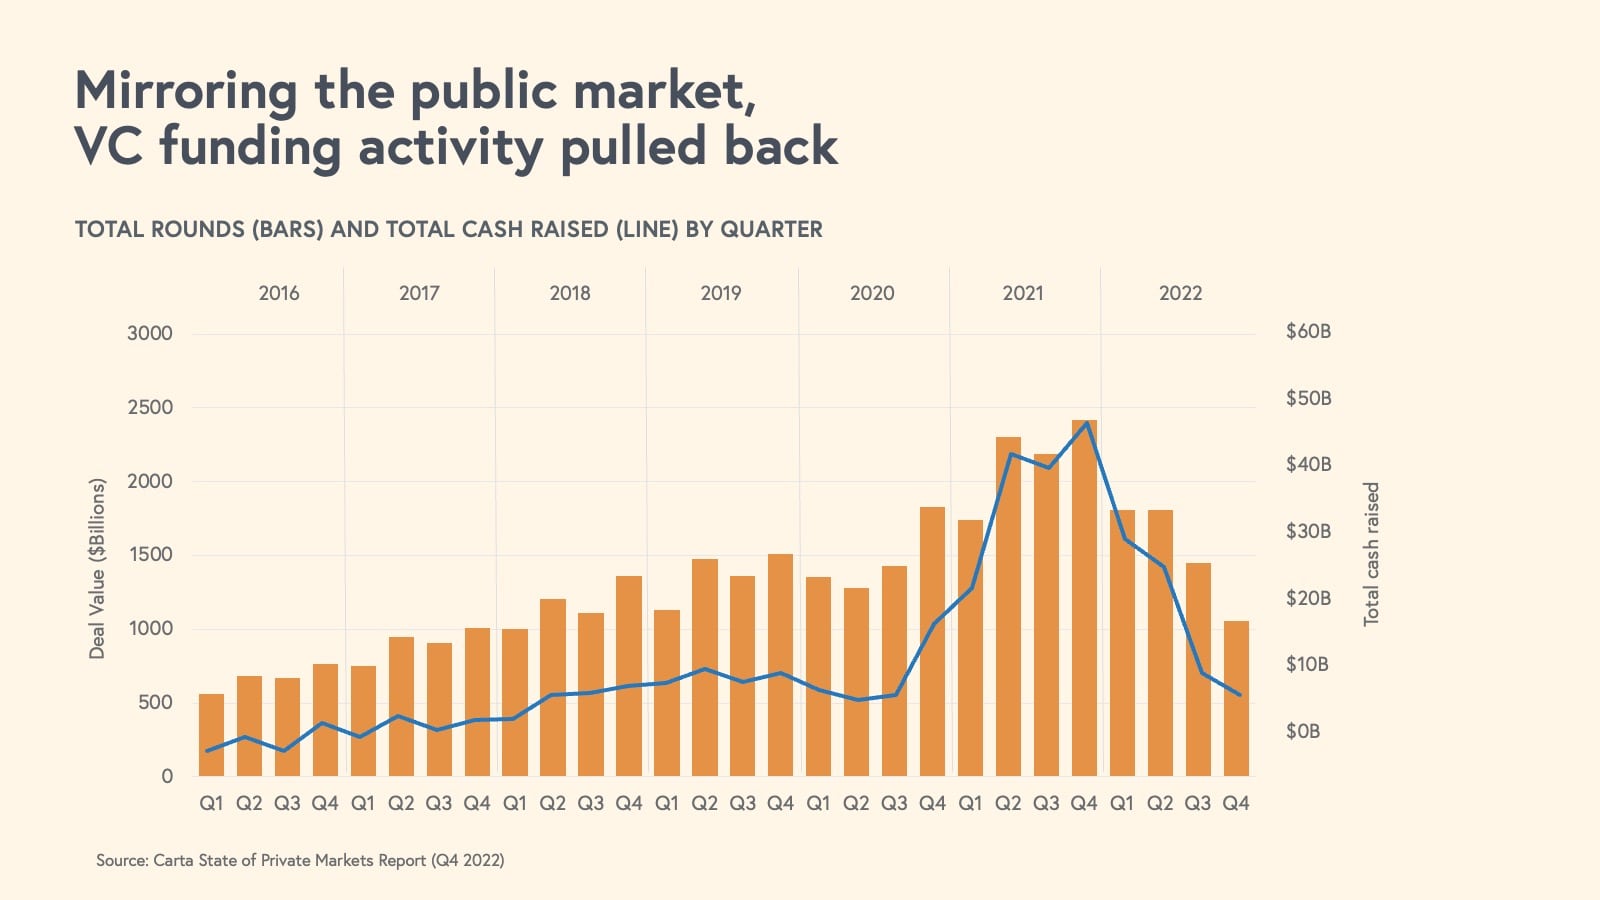 Mirroring the public market,
VC funding activity pulled back
TOTAL ROUNDS (BARS) AND TOTAL CASH RAISED (LINE) BY QUARTER
2016 2017 2018 2019 2020 2021 2022
3000 $60B
2500 $50B
2000 $40B
1500 $30B
1000 $20B
500 $10B
0 $0B
Deal Value ($Billions)
Total cash raised
Q1 Q2 Q3 Q4 Q1 Q2 Q3 Q4 Q1 Q2 Q3 Q4 Q1 Q2 Q3 Q4 Q1 Q2 Q3 Q4 Q1 Q2 Q3 Q4 Q1 Q2 Q3 Q4
Source: Carta State of Private Markets Report (Q4 2022)